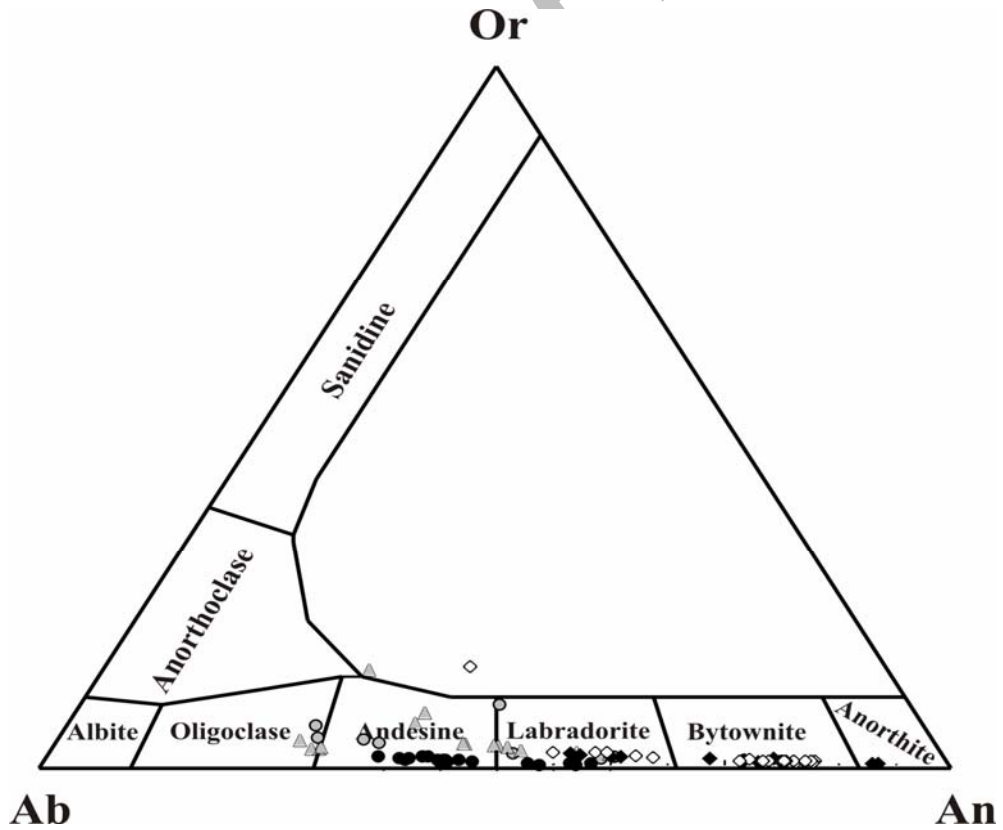 Or
Sanidine
Anorthoclase
Albite
Oligoclase
Andesine
Labradorite
Bytownite
Anorthite
Ab
An